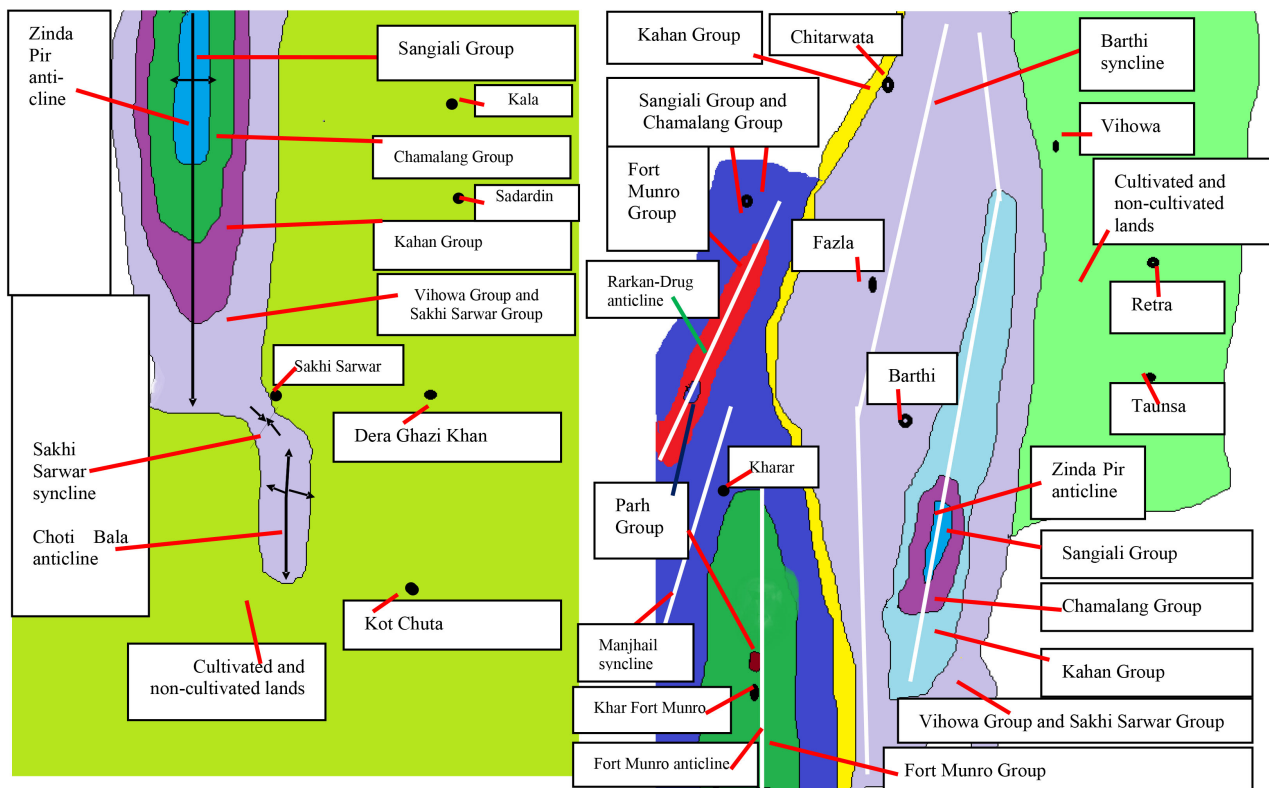 Zinda
Pir
anti-
cline
Sangiali Group
Kala
Chamalang Group
Sadardin
Kahan Group
Vihowa Group and
Sakhi Sarwar Group
Sakhi Sarwar
Dera Ghazi Khan
Sakhi
Sarwar
syncline
Choti Bala
anticline
Kot Chuta
Cultivated and
non-cultivated lands
Kahan Group
Chitarwata
Barthi
syncline
Sangiali Group and
Chamalang Group
Vihowa
Fort
Munro
Group
Cultivated and
non-cultivated
lands
Fazla
Rarkan-Drug
anticline
Retra
Barthi
Taunsa
Kharar
Zinda Pir
anticline
Parh
Group
Sangiali Group
Chamalang Group
Manjhail
syncline
Kahan Group
Khar Fort Munro
Vihowa Group and Sakhi Sarwar Group
Fort Munro anticline
Fort Munro Group